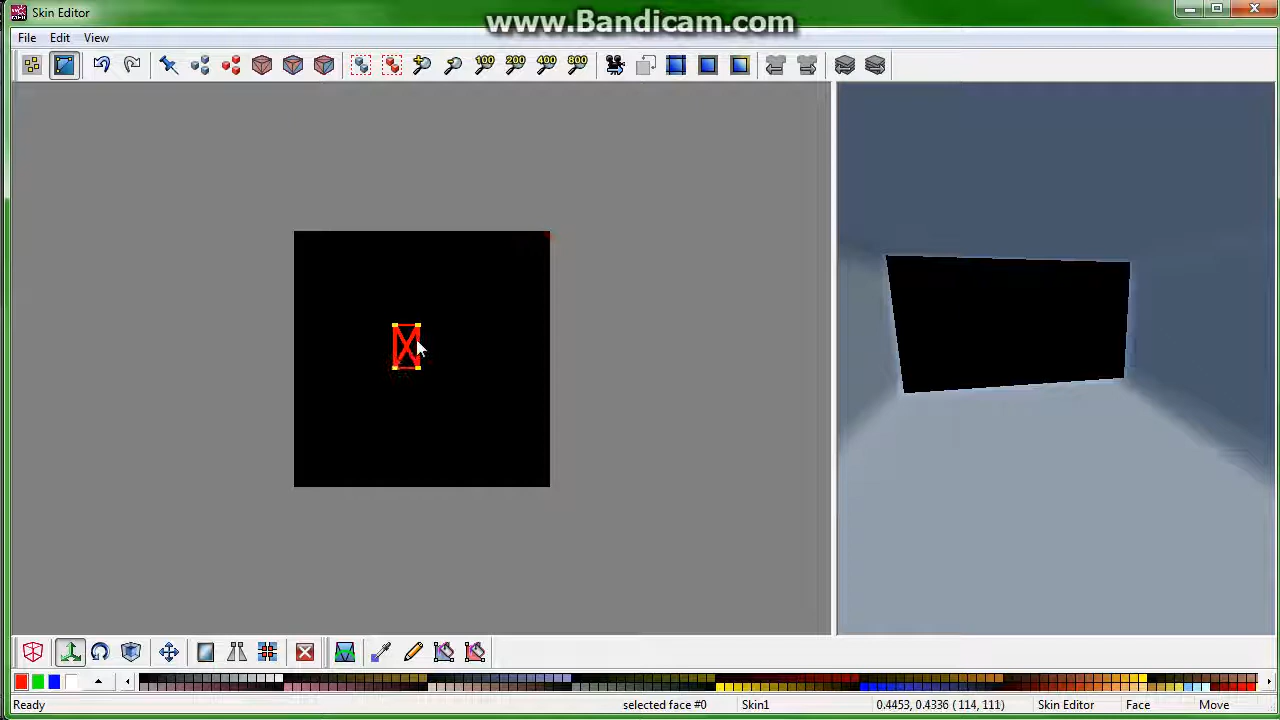 Skin Editor
www.Bandicam.com
File Edit View
100 200 400 800
Ready selected face #0 Skin1 0.4453, 0.4336 ( 114, 111) Skin Editor Face Move